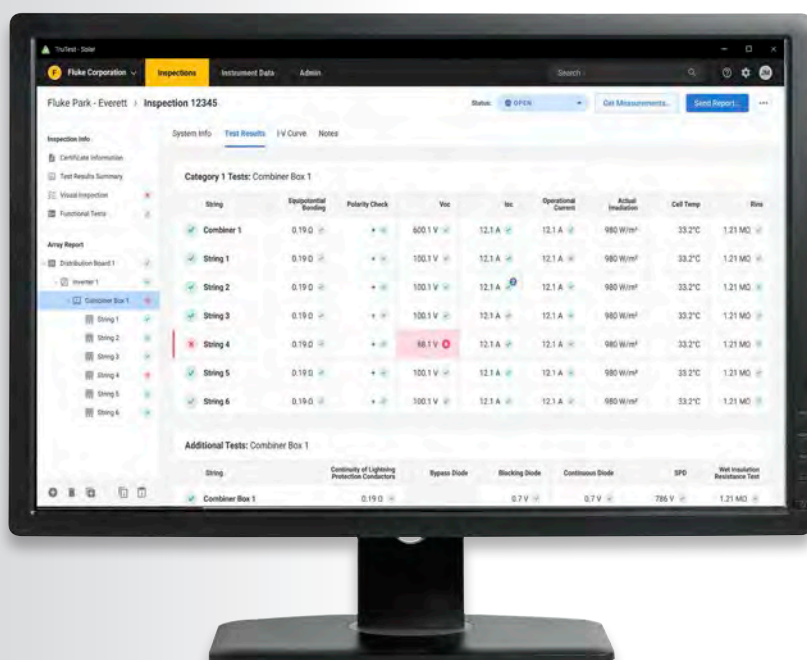 TruTest - Solar
F Fluke Corporation Inspections Instrument Data Admin Search JM
Fluke Park - Everett > Inspection 12345 Status: OPEN Get Measurements... Send Report...
Inspection Info
Certificate Information
Test Results Summary
Visual Inspection
Functional Tests
Array Report
Distribution Board 1
Inverter 1
Combiner Box 1
String 1
String 2
String 3
String 4
String 5
String 6
System Info Test Results I-V Curve Notes
Category 1 Tests: Combiner Box 1
String Equipotential Bonding Polarity Check Voc Isc Operational Current Actual Irradiation Cell Temp Rins
Combiner 1 0.19 Ω + 600.1 V 12.1 A 12.1 A 980 W/m² 33.2°C 1.21 MΩ
String 1 0.19 Ω + 100.1 V 12.1 A 12.1 A 980 W/m² 33.2°C 1.21 MΩ
String 2 0.19 Ω + 100.1 V 12.1 A 12.1 A 980 W/m² 33.2°C 1.21 MΩ
String 3 0.19 Ω + 100.1 V 12.1 A 12.1 A 980 W/m² 33.2°C 1.21 MΩ
String 4 0.19 Ω + 12.1 A 12.1 A 980 W/m² 33.2°C 1.21 MΩ
String 5 0.19 Ω + 100.1 V 12.1 A 12.1 A 980 W/m² 33.2°C 1.21 MΩ
String 6 0.19 Ω + 100.1 V 12.1 A 12.1 A 980 W/m² 33.2°C 1.21 MΩ
Additional Tests: Combiner Box 1
String Continuity of Lightning Protection Conductors Bypass Diode Blocking Diode Continuous Diode SPD Wet Insulation Resistance Test
Combiner Box 1 0.19 Ω 0.7 V 0.7 V 786 V 1.21 MΩ